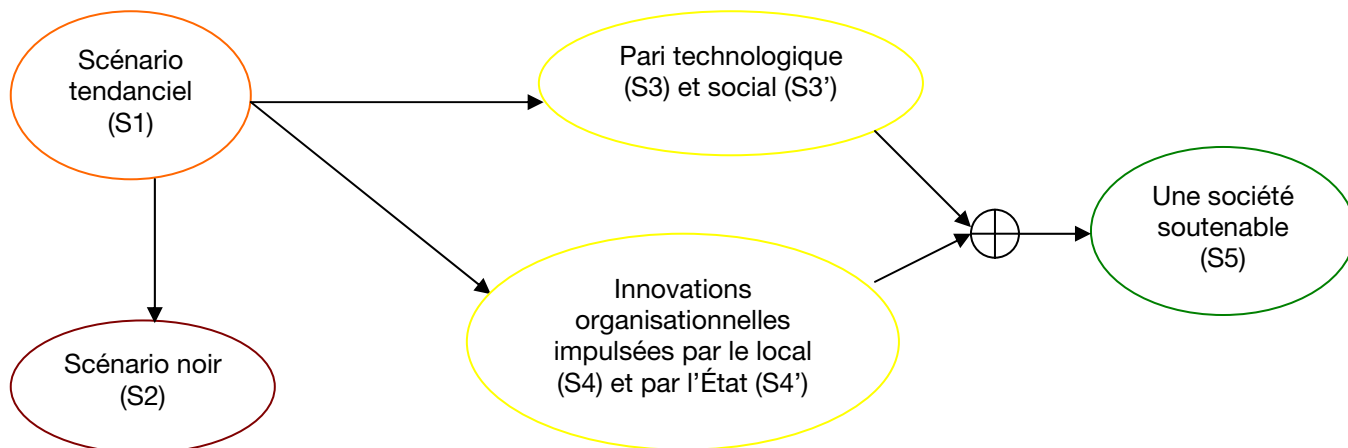 Scénario
tendanciel
(S1)
Pari technologique
(S3) et social (S3’)
Une société
soutenable
(S5)
Innovations
organisationnelles
impulsées par le local
(S4) et par l’État (S4’)
Scénario noir
(S2)